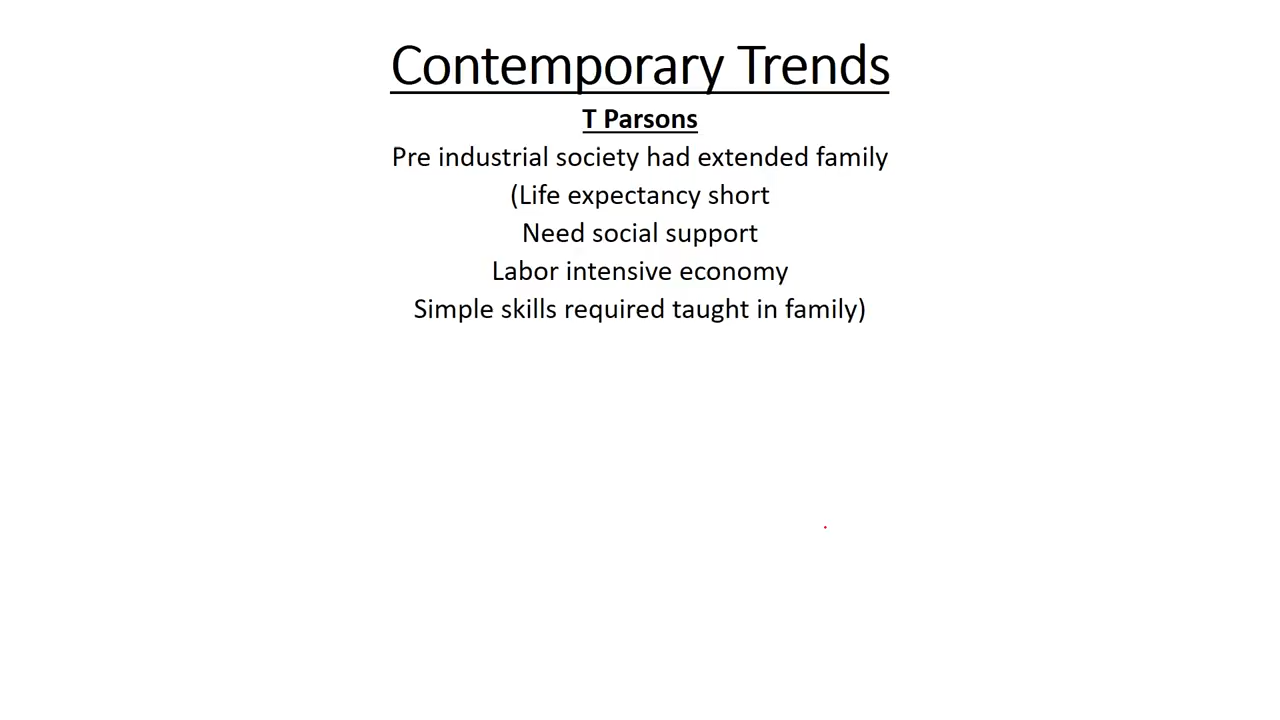 Contemporary Trends
T Parsons
Pre industrial society had extended family
(Life expectancy short
Need social support
Labor intensive economy
Simple skills required taught in family)